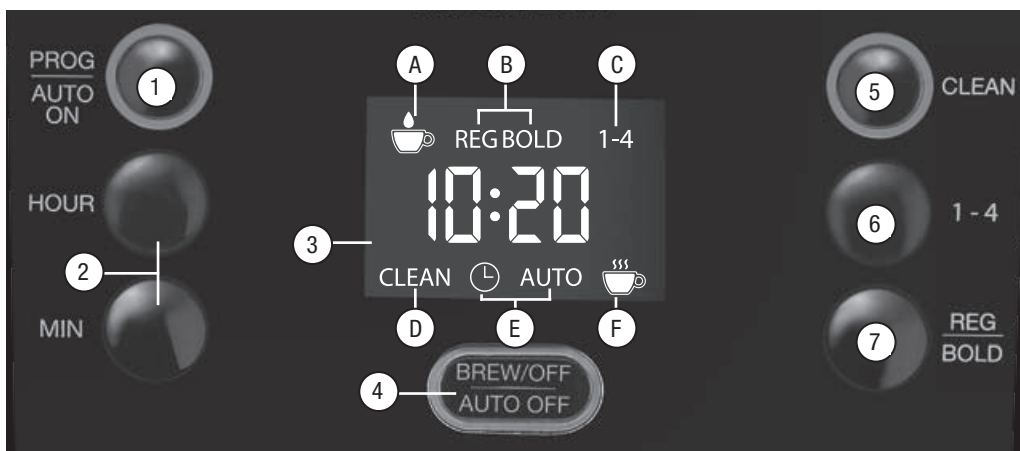 PROG
AUTO
ON
1
HOUR
2
MIN
A
B
C
REG BOLD
1-4
10:20
3
CLEAN
AUTO
D
E
F
4
BREW/OFF
AUTO OFF
5
CLEAN
6
1 - 4
7
REG
BOLD